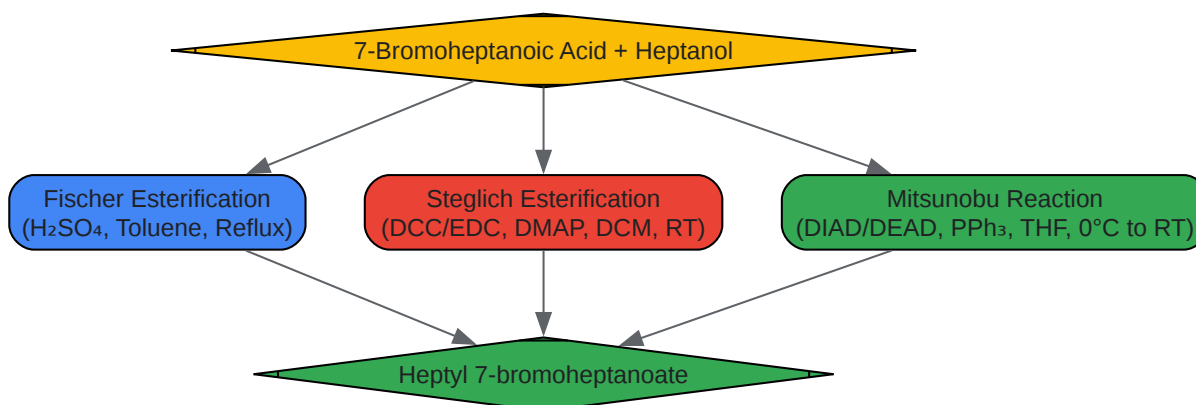 7-Bromoheptanoic Acid + Heptanol
Fischer Esterification
(H₂SO₄, Toluene, Reflux)
Steglich Esterification
(DCC/EDC, DMAP, DCM, RT)
Mitsunobu Reaction
(DIAD/DEAD, PPh₃, THF, 0°C to RT)
Heptyl 7-bromoheptanoate